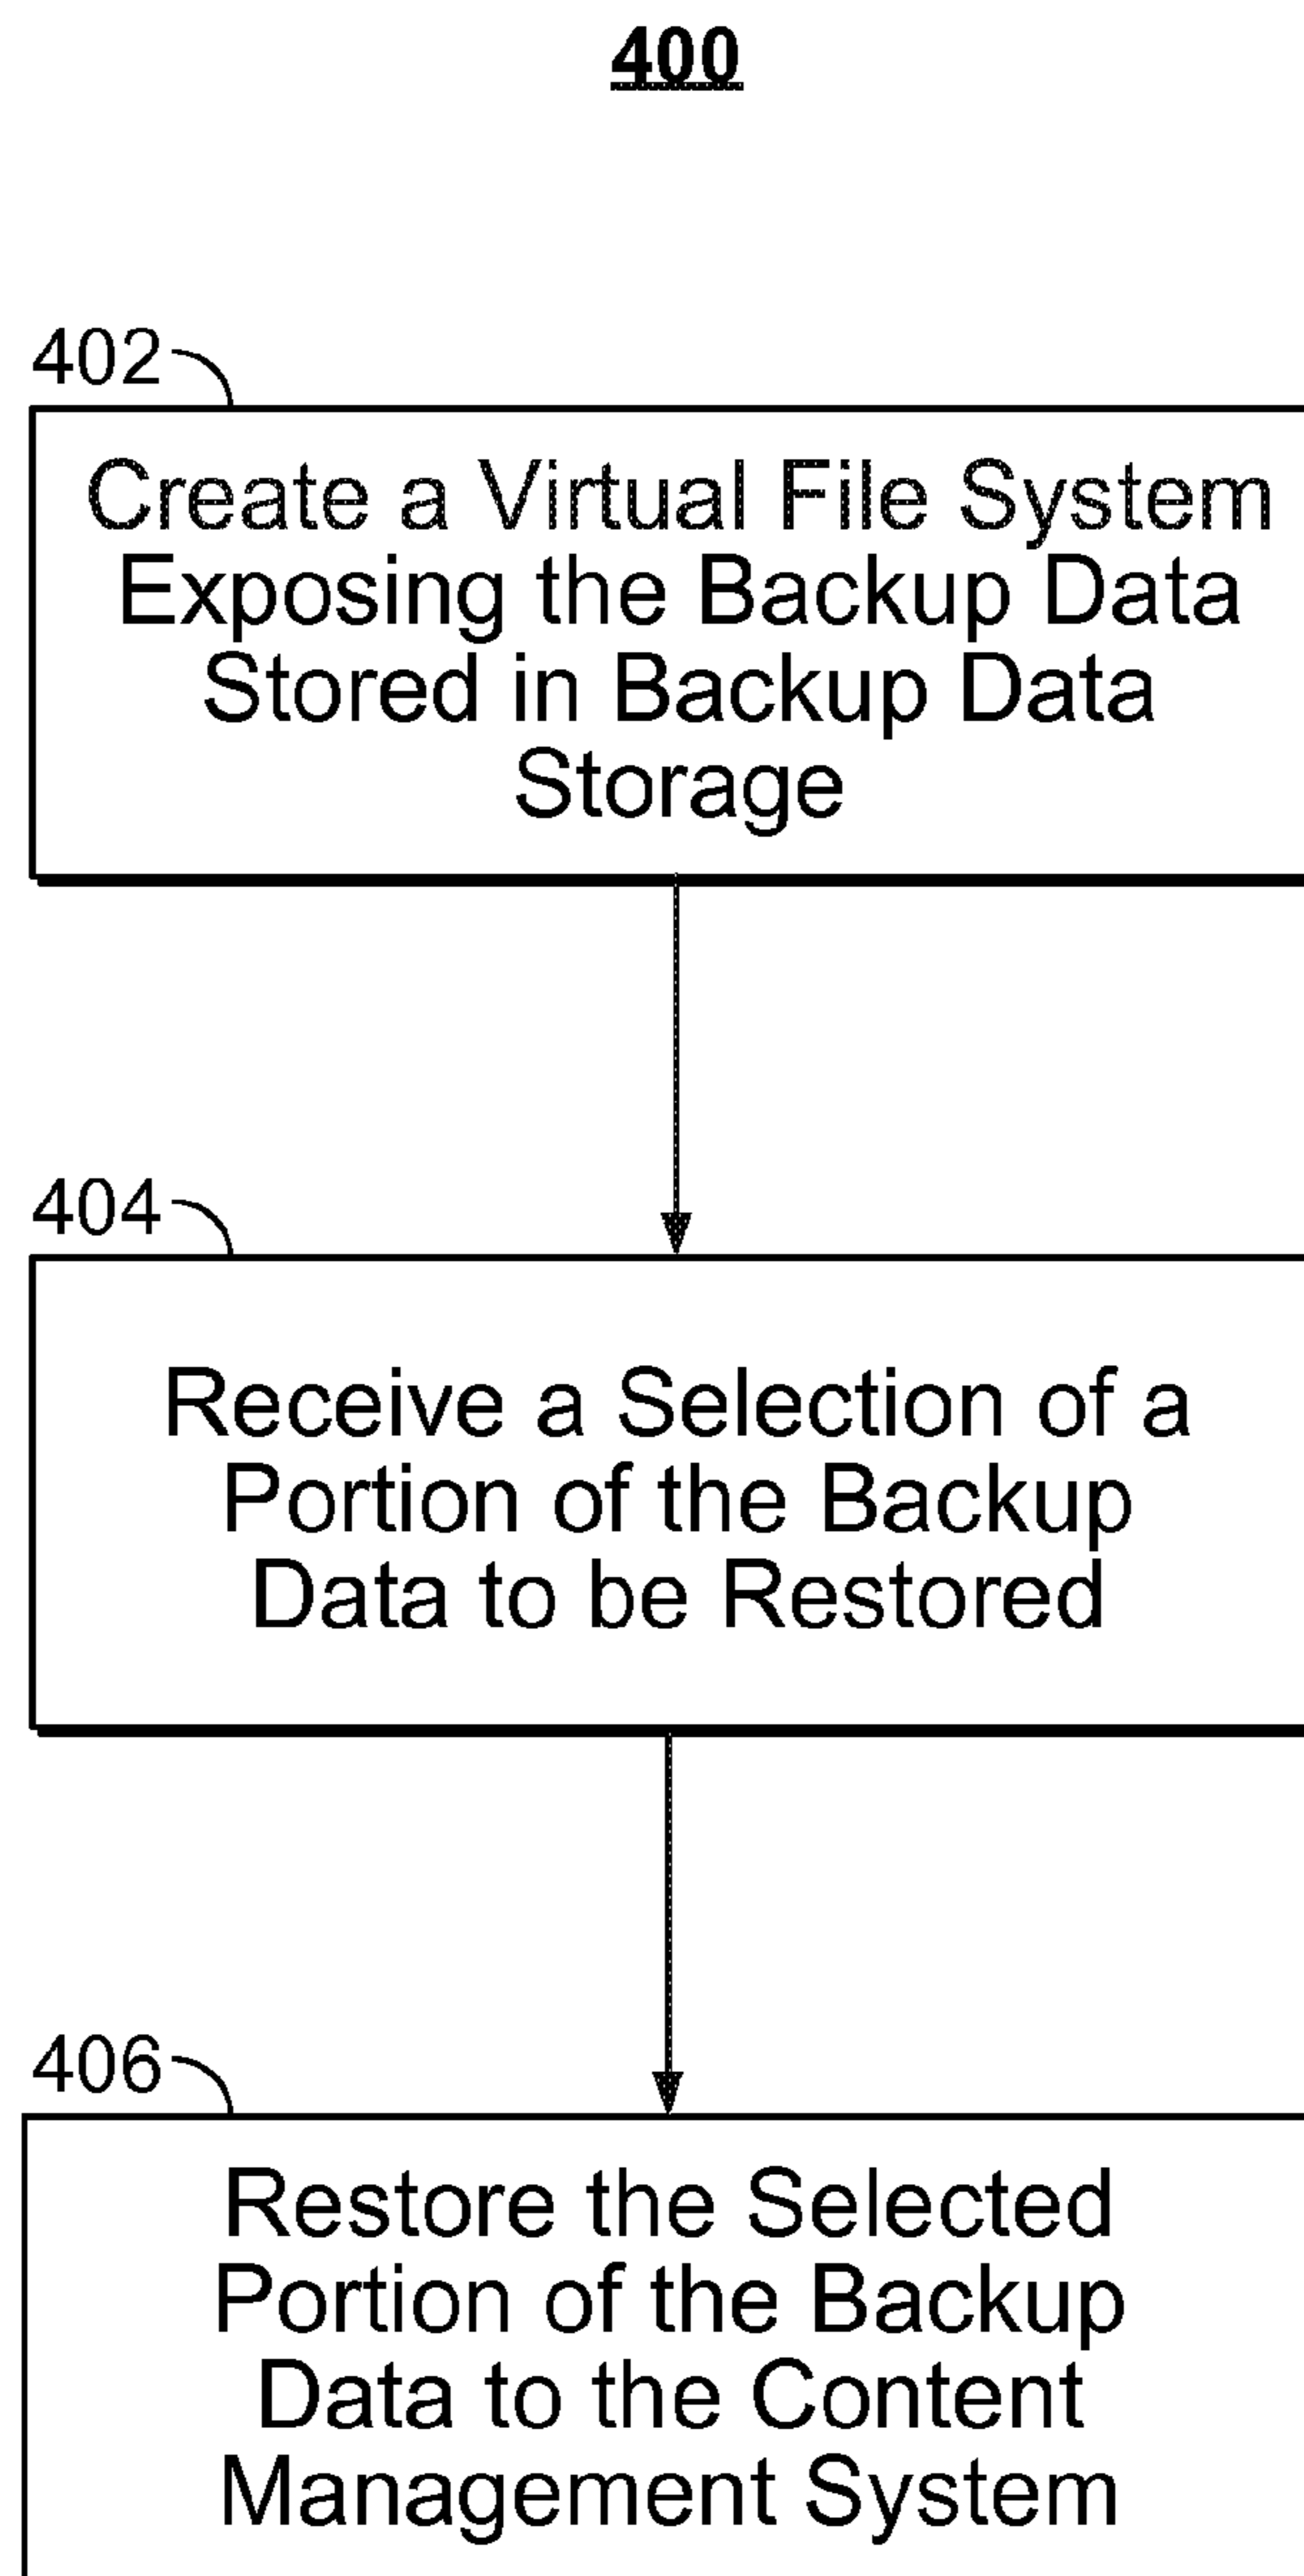 400
402
Create a Virtual File System
Exposing the Backup Data
Stored in Backup Data
Storage
404
Receive a Selection of a
Portion of the Backup
Data to be Restored
406
Restore the Selected
Portion of the Backup
Data to the Content
Management System